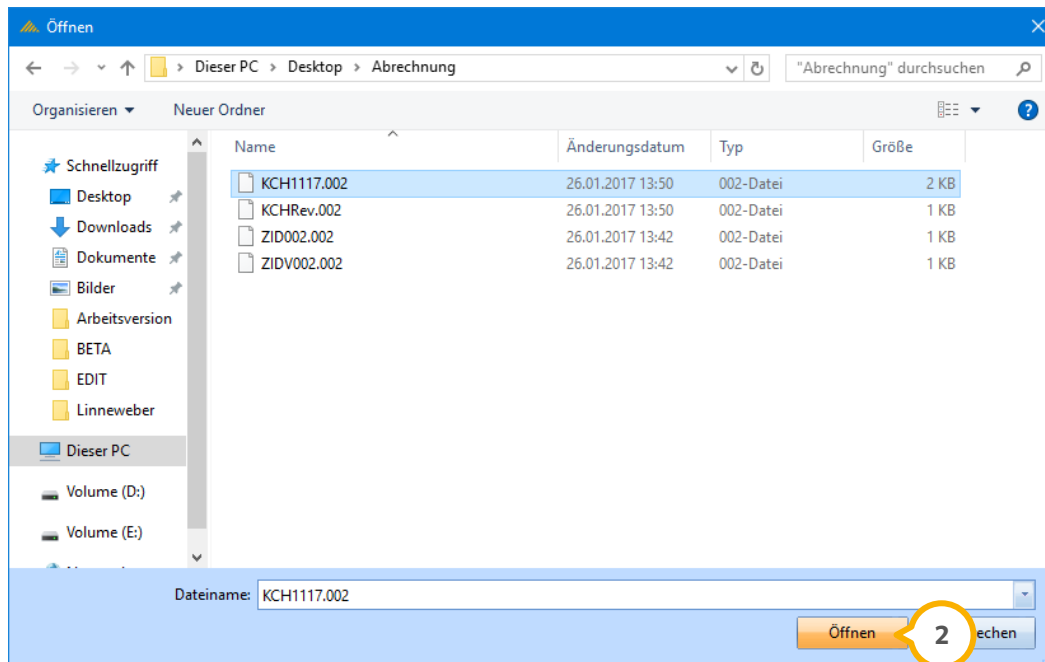 Öffnen
Dieser PC > Desktop > Abrechnung "Abrechnung" durchsuchen
Organisieren Neuer Ordner ?
Name Änderungsdatum Typ Größe
Schnellzugriff
Desktop
Downloads
Dokumente
Bilder
Arbeitsversion
BETA
EDIT
Linneweber
Dieser PC
Volume (D:)
Volume (E:)
KCH1117.002 26.01.2017 13:50 002-Datei 2 KB
KCHRev.002 26.01.2017 13:50 002-Datei 1 KB
ZID002.002 26.01.2017 13:42 002-Datei 1 KB
ZIDV002.002 26.01.2017 13:42 002-Datei 1 KB
Dateiname: KCH1117.002
Öffnen 2 echen